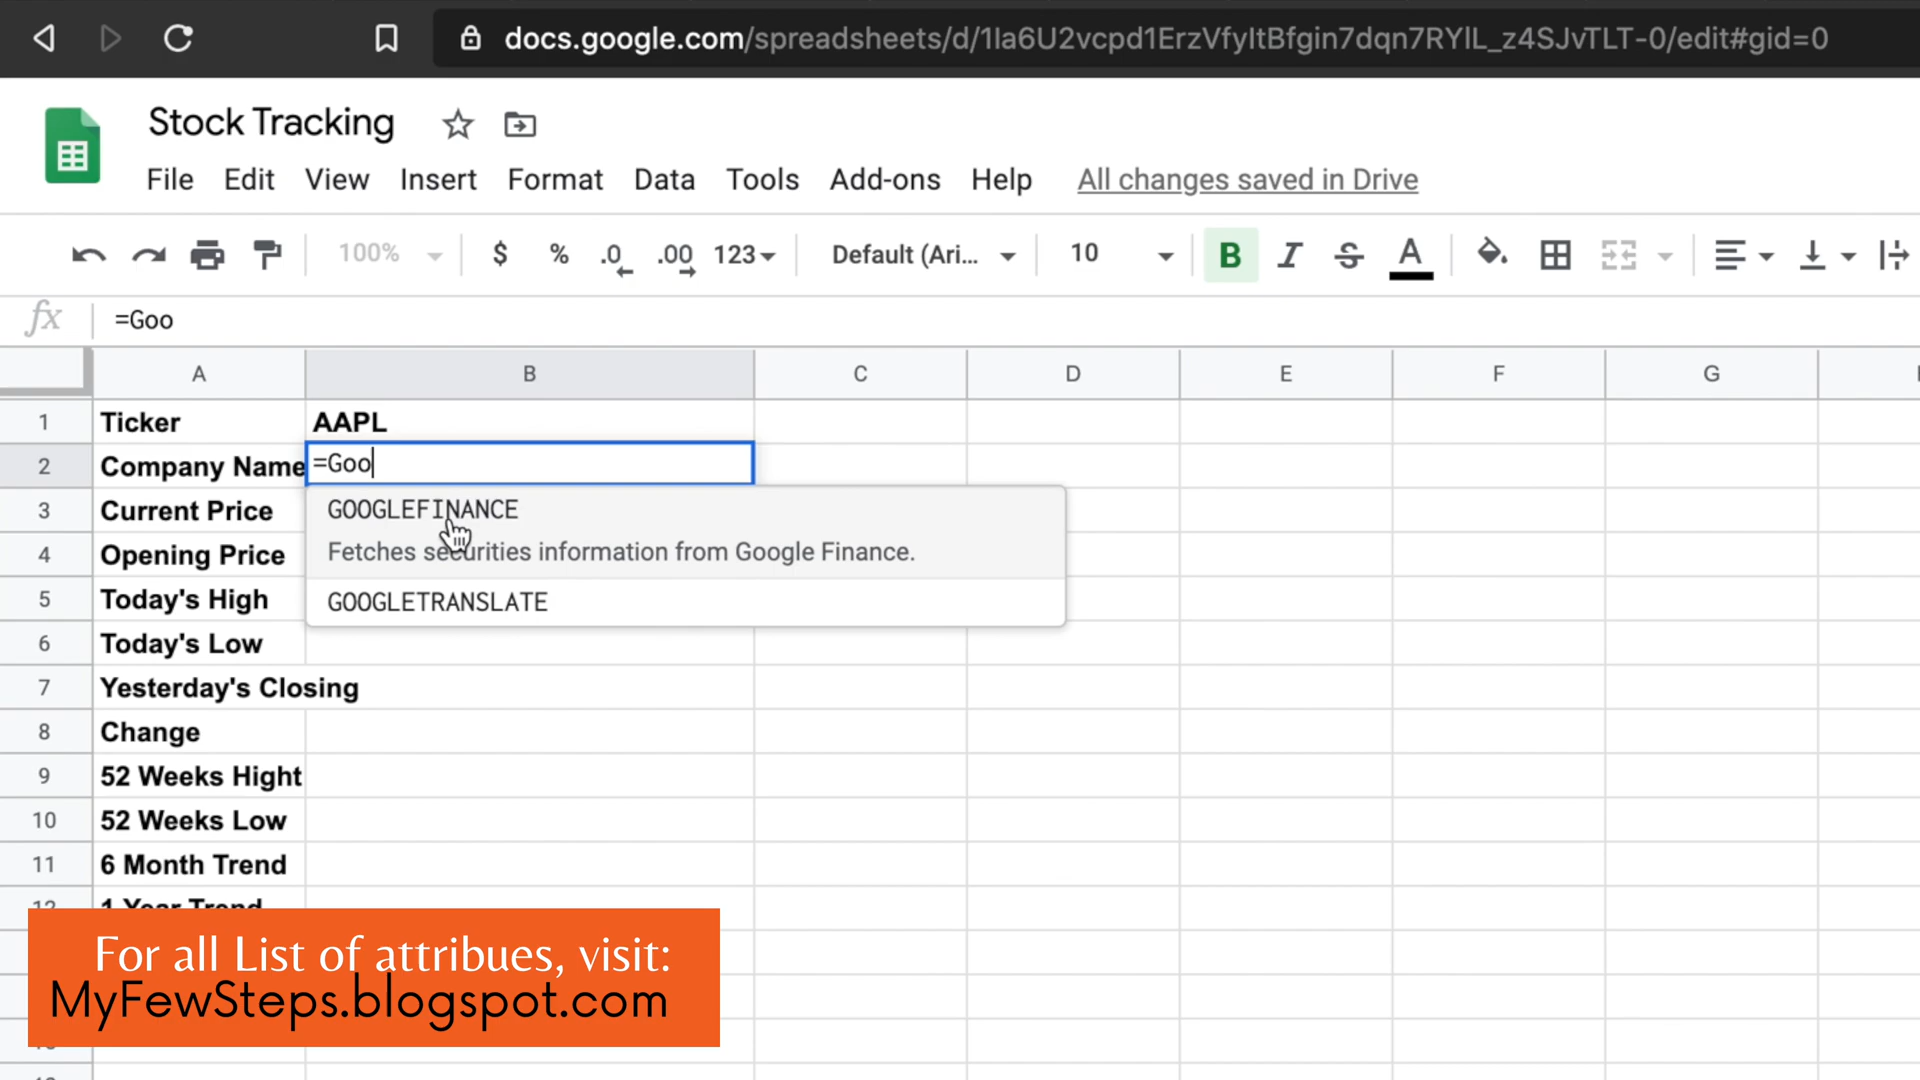 docs.google.com/spreadsheets/d/1la6U2vcpd1ErzVfyItBfgin7dqn7RYlL_z4SJvTLT-0/edit#gid=0
Stock Tracking
File Edit View Insert Format Data Tools Add-ons Help All changes saved in Drive
100% $ % .0 .00 123 Default (Ari... 10 B I S A
fx =Goo
A B C D E F G
1 Ticker AAPL
2 Company Name =Goo
GOOGLEFINANCE
3 Current Price
Fetches securities information from Google Finance.
4 Opening Price
5 Today's High GOOGLETRANSLATE
6 Today's Low
7 Yesterday's Closing
8 Change
9 52 Weeks Hight
10 52 Weeks Low
11 6 Month Trend
12 1 Year Trend
For all List of attribues, visit:
MyFewSteps.blogspot.com